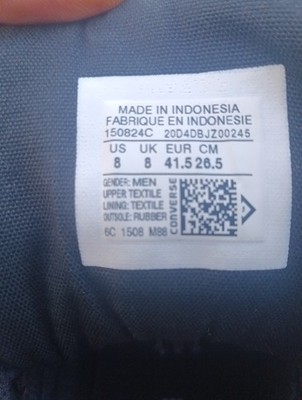 MADE IN INDONESIA
FABRIQUE EN INDONESIE
150824C 20D4DBJZ00245
US UK EUR CM
8 8 41.5 26.5
GENDER: MEN
UPPER: TEXTILE
LINING: TEXTILE
OUTSOLE: RUBBER
6C 1508 M88
CONVERSE